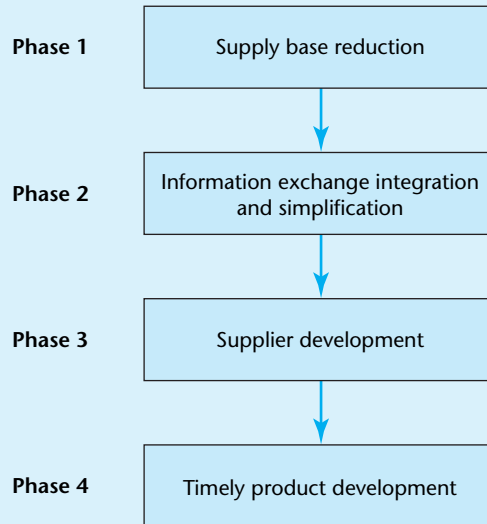 Phase 1
Supply base reduction
Phase 2
Information exchange integration
and simplification
Phase 3
Supplier development
Phase 4
Timely product development